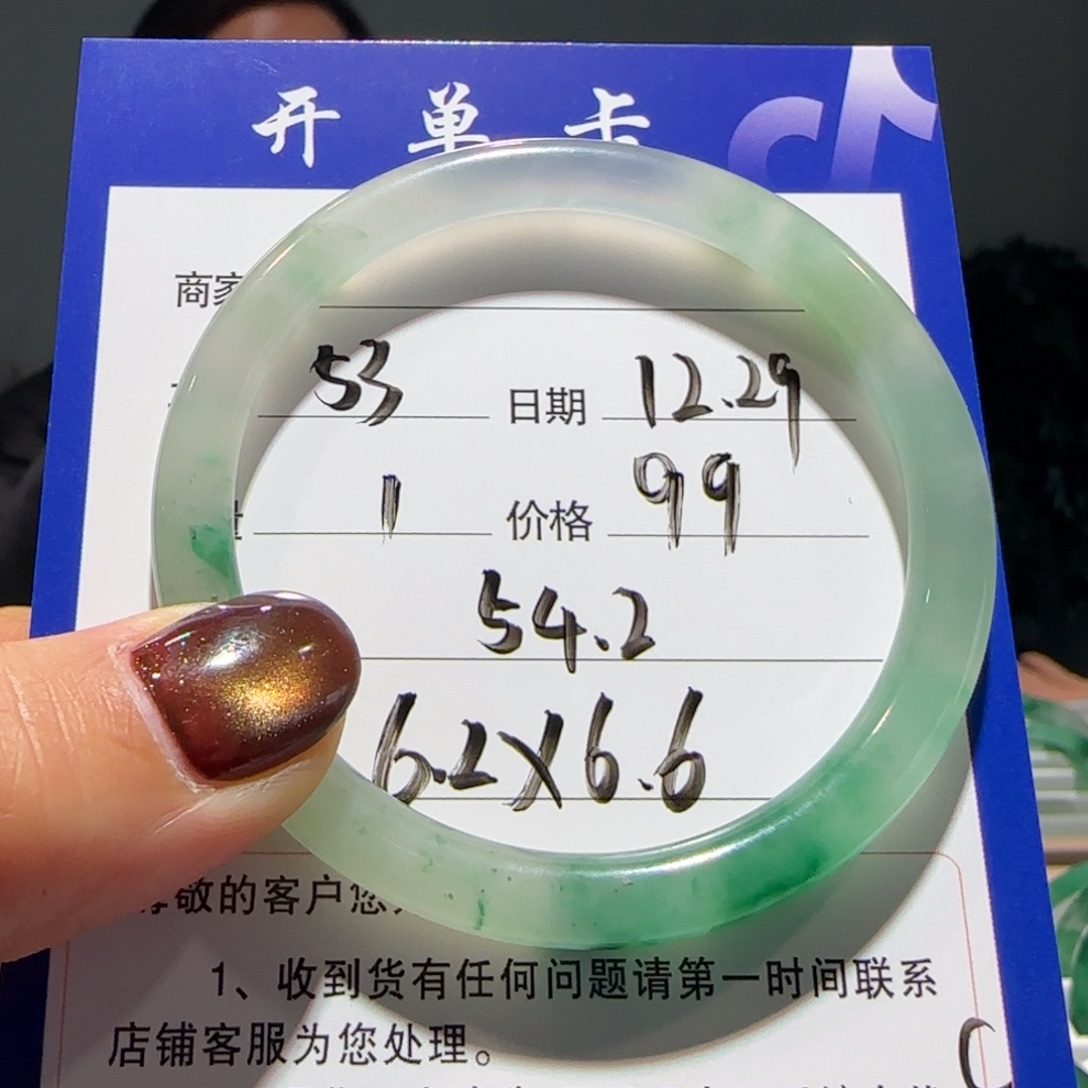 开单卡
商家
53 日期 12.29
1 价格 99
54.2
6.2X6.6
尊敬的客户您
1、收到货有任何问题请第一时间联系
店铺客服为您处理。